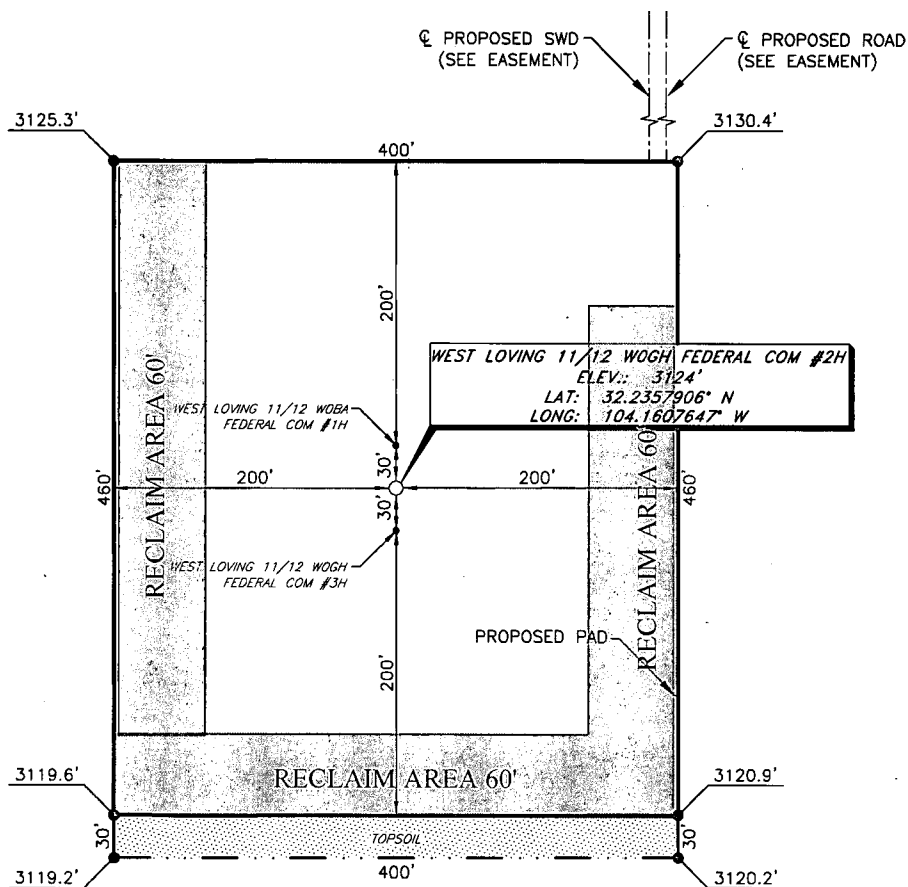 ℄ PROPOSED SWD
(SEE EASEMENT)
℄ PROPOSED ROAD
(SEE EASEMENT)
3125.3'
3130.4'
400'
200'
WEST LOVING 11/12 WOGH FEDERAL COM #2H
ELEV.: 3124'
LAT: 32.2357906° N
LONG: 104.1607647° W
WEST LOVING 11/12 WOBA
FEDERAL COM #1H
30'
460'
200'
200'
460'
30'
RECLAIM AREA 60'
RECLAIM AREA 60'
WEST LOVING 11/12 WOGH
FEDERAL COM #3H
PROPOSED PAD
200'
RECLAIM AREA 60'
3119.6'
3120.9'
30'
TOPSOIL
30'
400'
3119.2'
3120.2'